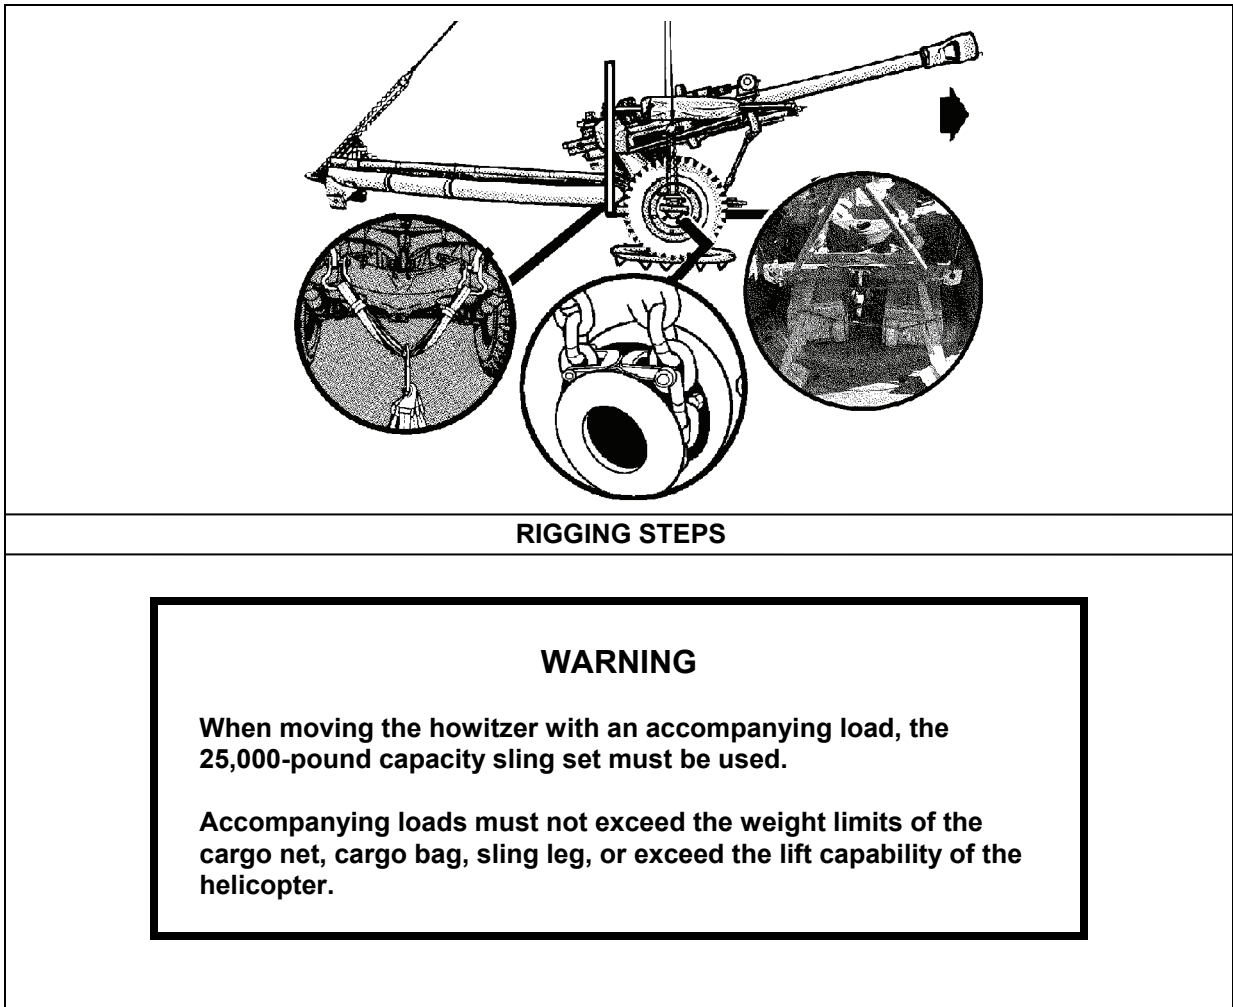 RIGGING STEPS
WARNING
When moving the howitzer with an accompanying load, the
25,000-pound capacity sling set must be used.
Accompanying loads must not exceed the weight limits of the
cargo net, cargo bag, sling leg, or exceed the lift capability of the
helicopter.